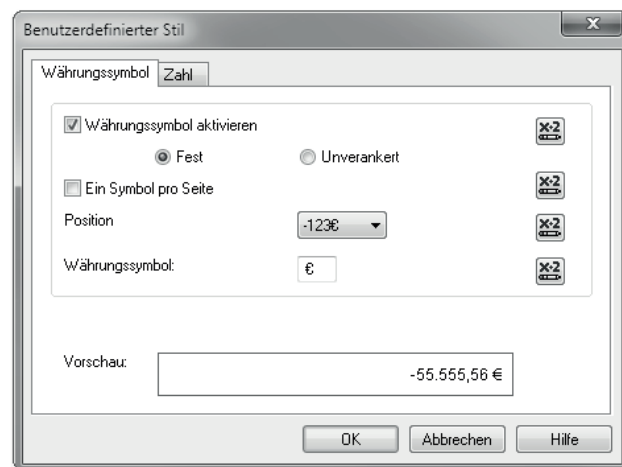 Benutzerdefinierter Stil
Währungssymbol Zahl
Währungssymbol aktivieren
Fest Unverankert
Ein Symbol pro Seite
Position -123€
Währungssymbol: €
Vorschau: -55.555,56 €
OK Abbrechen Hilfe